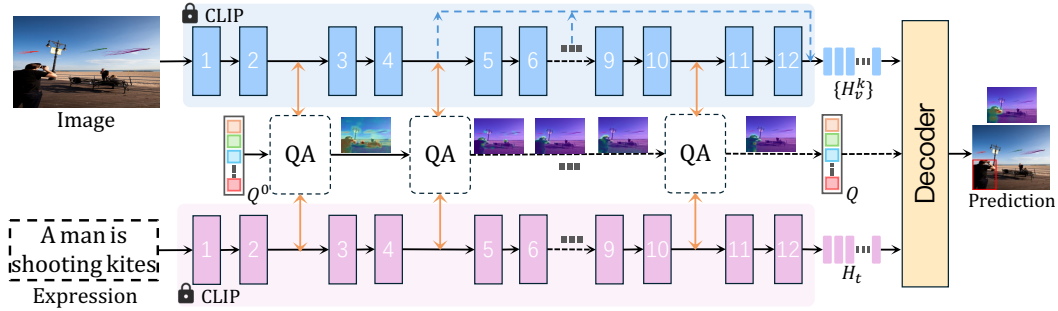 CLIP
1 2 3 4 5 6 9 10 11 12
{H_v^k}
Image
QA QA QA
Q^0
Q
Decoder
Prediction
A man is
shooting kites
1 2 3 4 5 6 9 10 11 12
H_t
Expression
CLIP